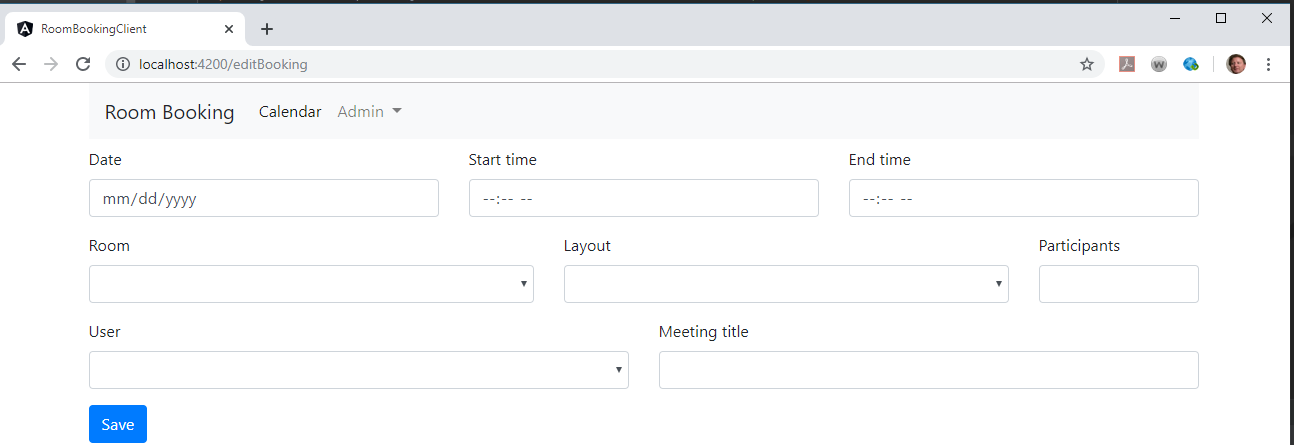 RoomBookingClient
localhost:4200/editBooking
Room Booking Calendar Admin
Date Start time End time
mm/dd/yyyy --:-- -- --:-- --
Room Layout Participants
User Meeting title
Save